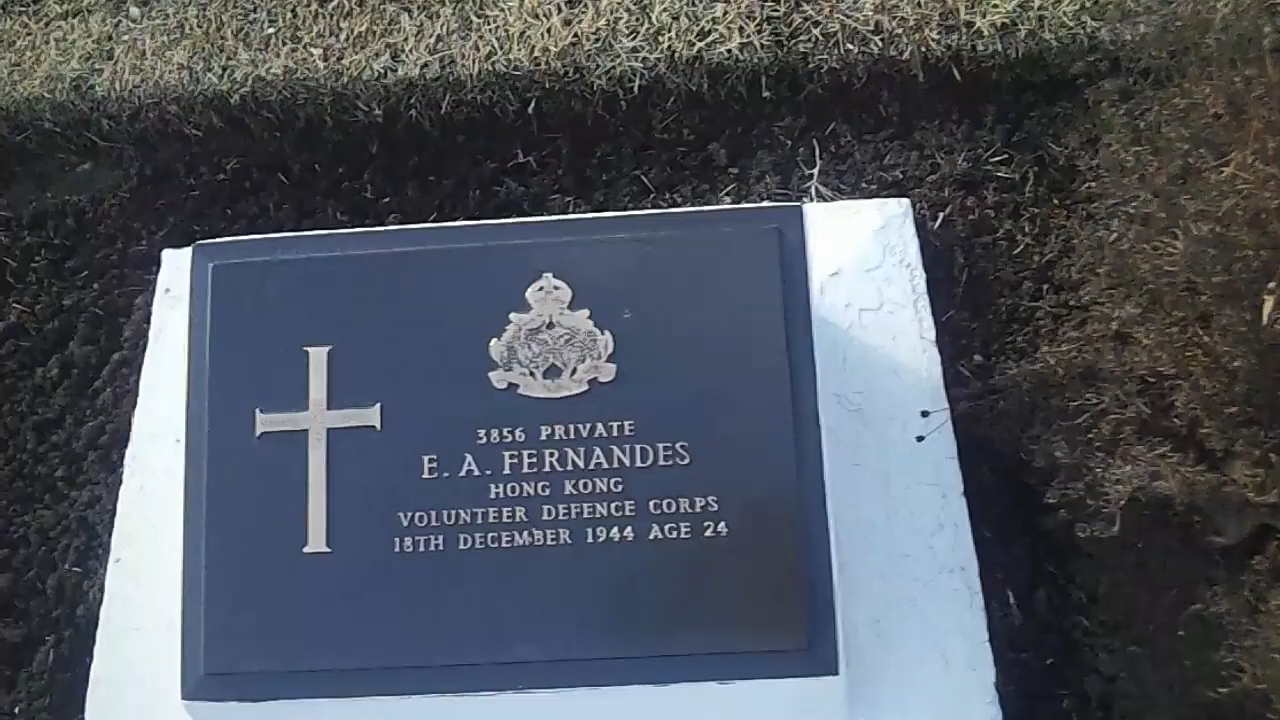 3856 PRIVATE
E. A. FERNANDES
HONG KONG
VOLUNTEER DEFENCE CORPS
18TH DECEMBER 1944 AGE 24